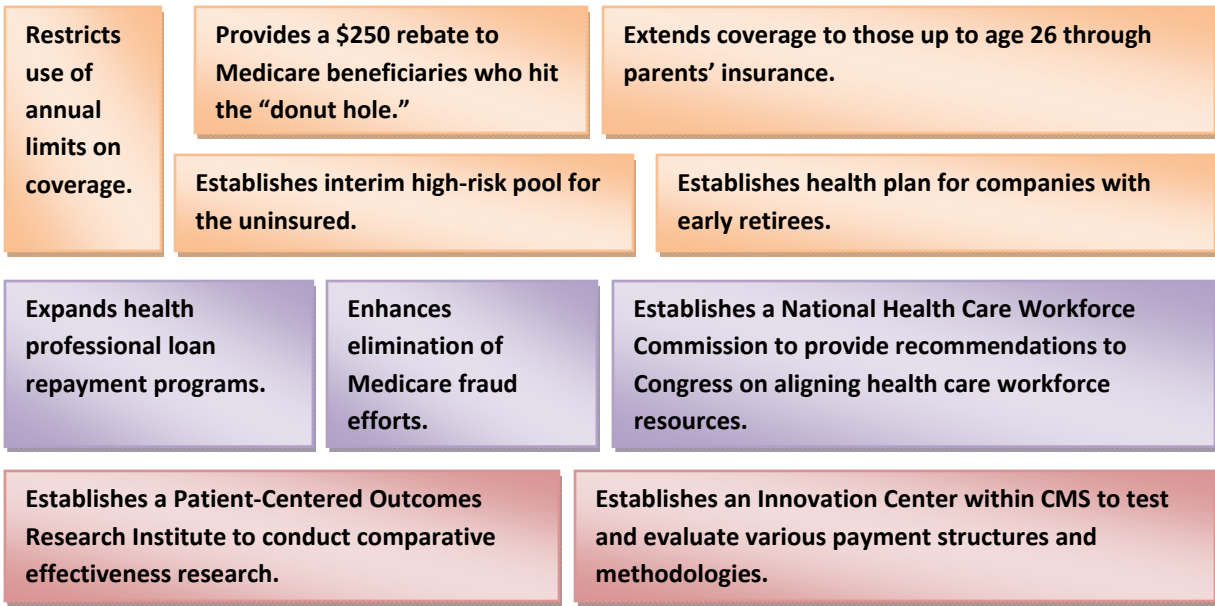 Restricts
use of
annual
limits on
coverage.
Provides a $250 rebate to
Medicare beneficiaries who hit
the “donut hole.”
Extends coverage to those up to age 26 through
parents’ insurance.
Establishes interim high-risk pool for
the uninsured.
Establishes health plan for companies with
early retirees.
Expands health
professional loan
repayment programs.
Enhances
elimination of
Medicare fraud
efforts.
Establishes a National Health Care Workforce
Commission to provide recommendations to
Congress on aligning health care workforce
resources.
Establishes a Patient-Centered Outcomes
Research Institute to conduct comparative
effectiveness research.
Establishes an Innovation Center within CMS to test
and evaluate various payment structures and
methodologies.